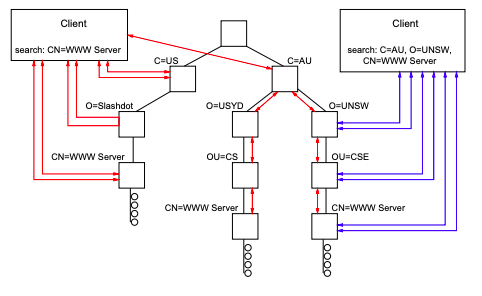 Client
search: CN=WWW Server
Client
search: C=AU, O=UNSW,
CN=WWW Server
C=US
C=AU
O=Slashdot
O=USYD
O=UNSW
CN=WWW Server
OU=CS
OU=CSE
CN=WWW Server
CN=WWW Server